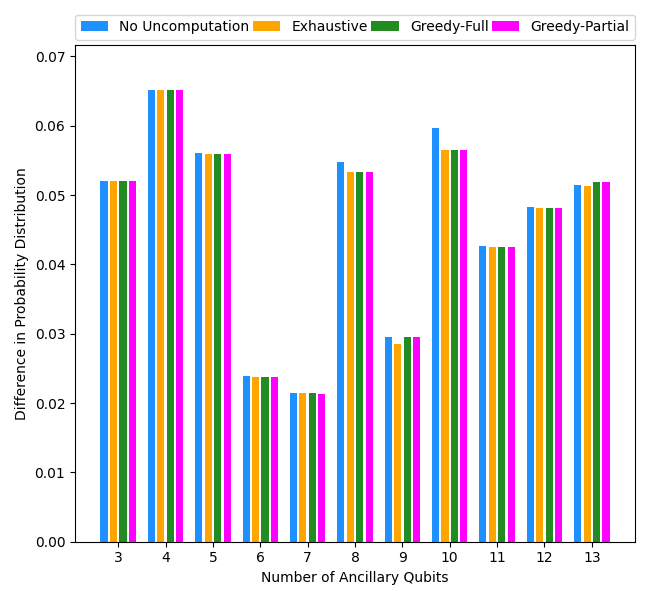 No Uncomputation Exhaustive Greedy-Full Greedy-Partial
Difference in Probability Distribution
0.07
0.06
0.05
0.04
0.03
0.02
0.01
0.00
3 4 5 6 7 8 9 10 11 12 13
Number of Ancillary Qubits